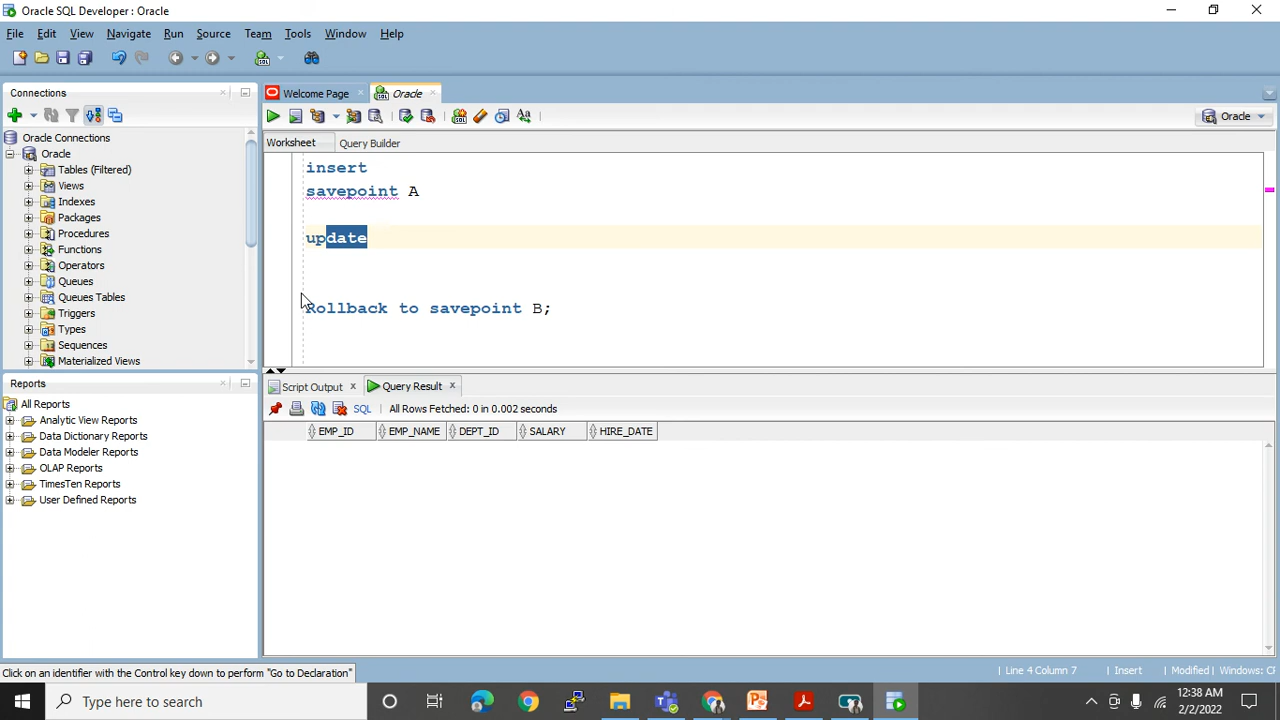 Oracle SQL Developer : Oracle
File Edit View Navigate Run Source Team Tools Window Help
Connections
Welcome Page
Oracle
Oracle
Worksheet
Query Builder
Oracle Connections
Oracle
Tables (Filtered)
Views
Indexes
Packages
Procedures
Functions
Operators
Queues
Queues Tables
Triggers
Types
Sequences
Materialized Views
insert
savepoint A
update
Rollback to savepoint B;
Reports
All Reports
Analytic View Reports
Data Dictionary Reports
Data Modeler Reports
OLAP Reports
TimesTen Reports
User Defined Reports
Script Output
Query Result
SQL
All Rows Fetched: 0 in 0.002 seconds
EMP_ID EMP_NAME DEPT_ID SALARY HIRE_DATE
Click on an identifier with the Control key down to perform "Go to Declaration"
Line 4 Column 7
Insert
Modified
Windows: CF
Type here to search
12:38 AM
2/2/2022